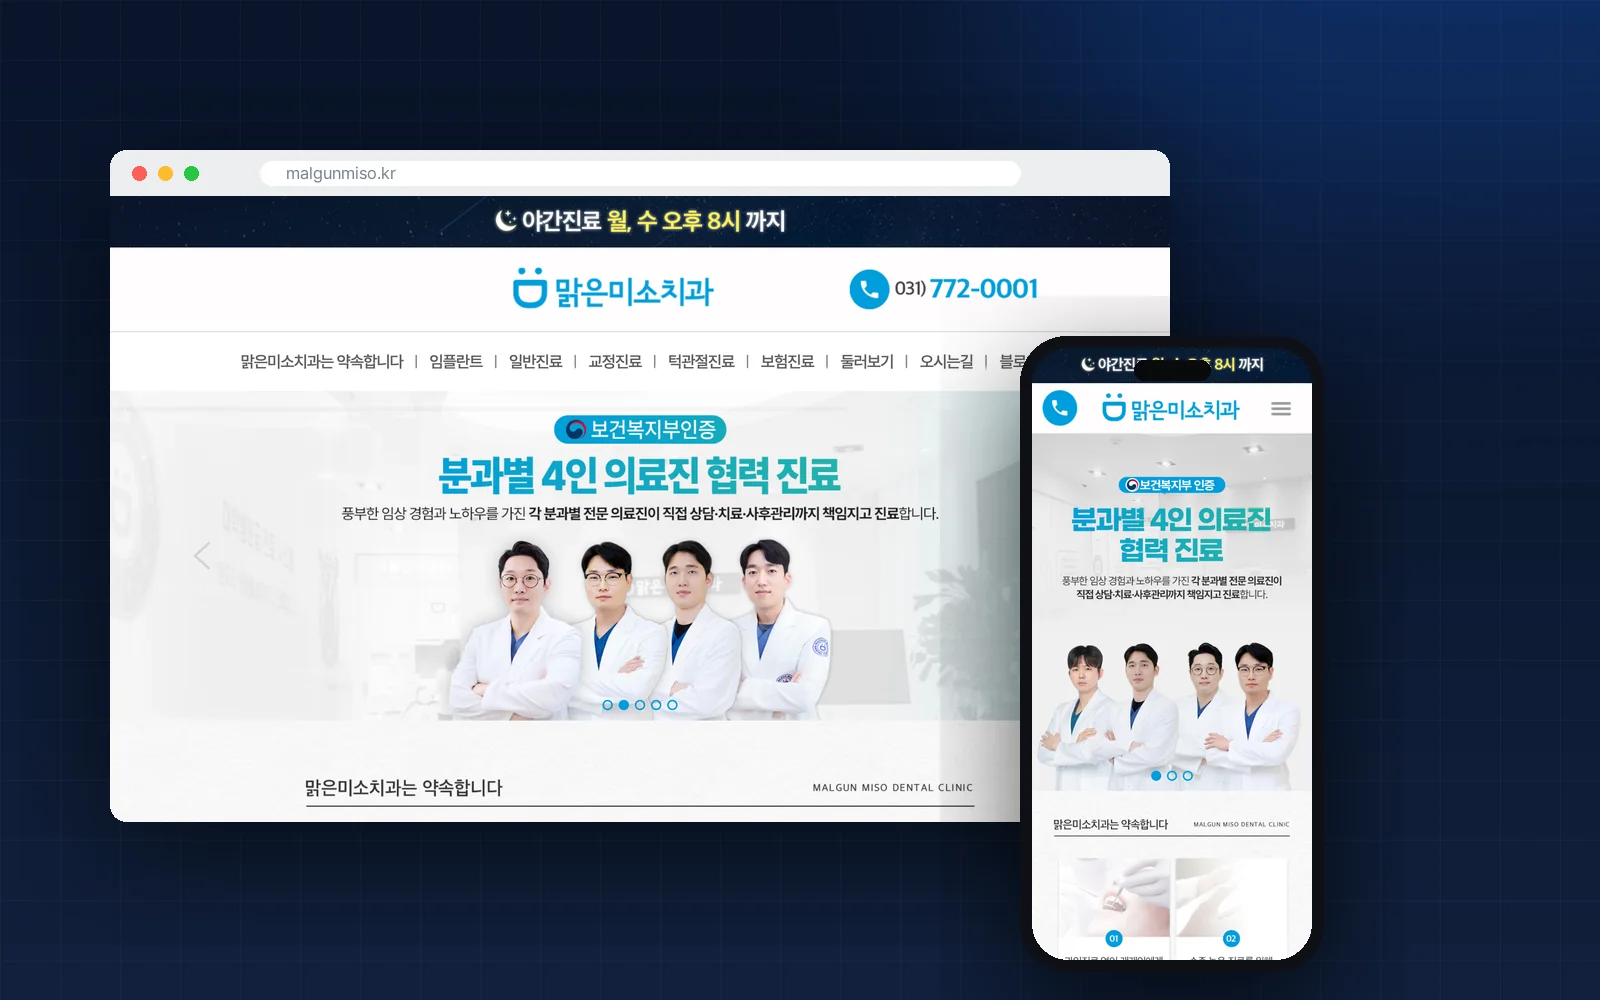 malgunmiso.kr
야간진료 월, 수 오후 8시 까지
맑은미소치과
031) 772-0001
맑은미소치과는 약속합니다 | 임플란트 | 일반진료 | 교정진료 | 턱관절진료 | 보험진료 | 둘러보기 | 오시는길 | 블로
보건복지부인증
분과별 4인 의료진 협력 진료
풍부한 임상 경험과 노하우를 가진 각 분과별 전문 의료진이 직접 상담·치료·사후관리까지 책임지고 진료합니다.
맑은미소치과는 약속합니다
MALGUN MISO DENTAL CLINIC
야간진 8시 까지
맑은미소치과
보건복지부 인증
분과별 4인 의료진
협력 진료
풍부한 임상 경험과 노하우를 가진 각 분과별 전문 의료진이
직접 상담·치료·사후관리까지 책임지고 진료합니다.
맑은미소치과는 약속합니다
MALGUN MISO DENTAL CLINIC
01
02